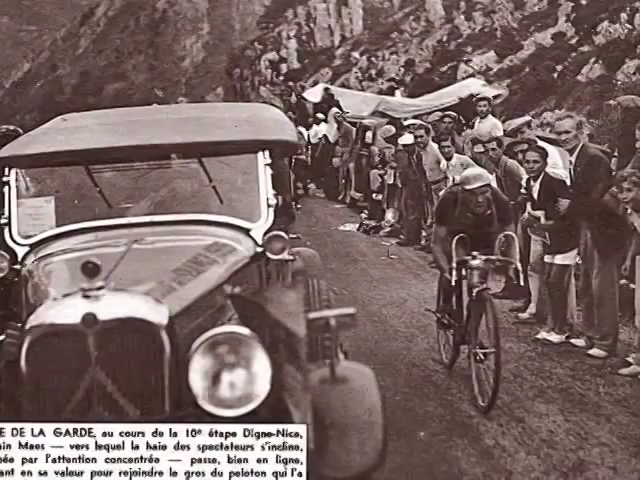 E DE LA GARDE, au cours de la 10e étape Digne-Nice,
in Maes — vers lequel la haie des spectateurs s'incline,
ée par l'attention concentrée — passe, bien en ligne,
ant en sa valeur pour rejoindre le gros du peloton qui l'a